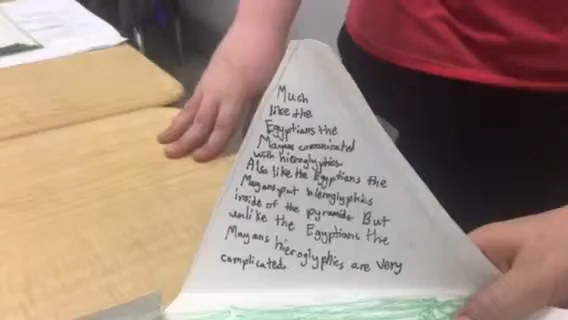 Much
like the
Egyptians the
Mayans comunicated
with hieroglyphics.
Also like the Egyptians the
Mayans put hieroglyphics
inside of the pyramids But
unlike the Egyptians the
Mayans hieroglyphics are very
complicated.